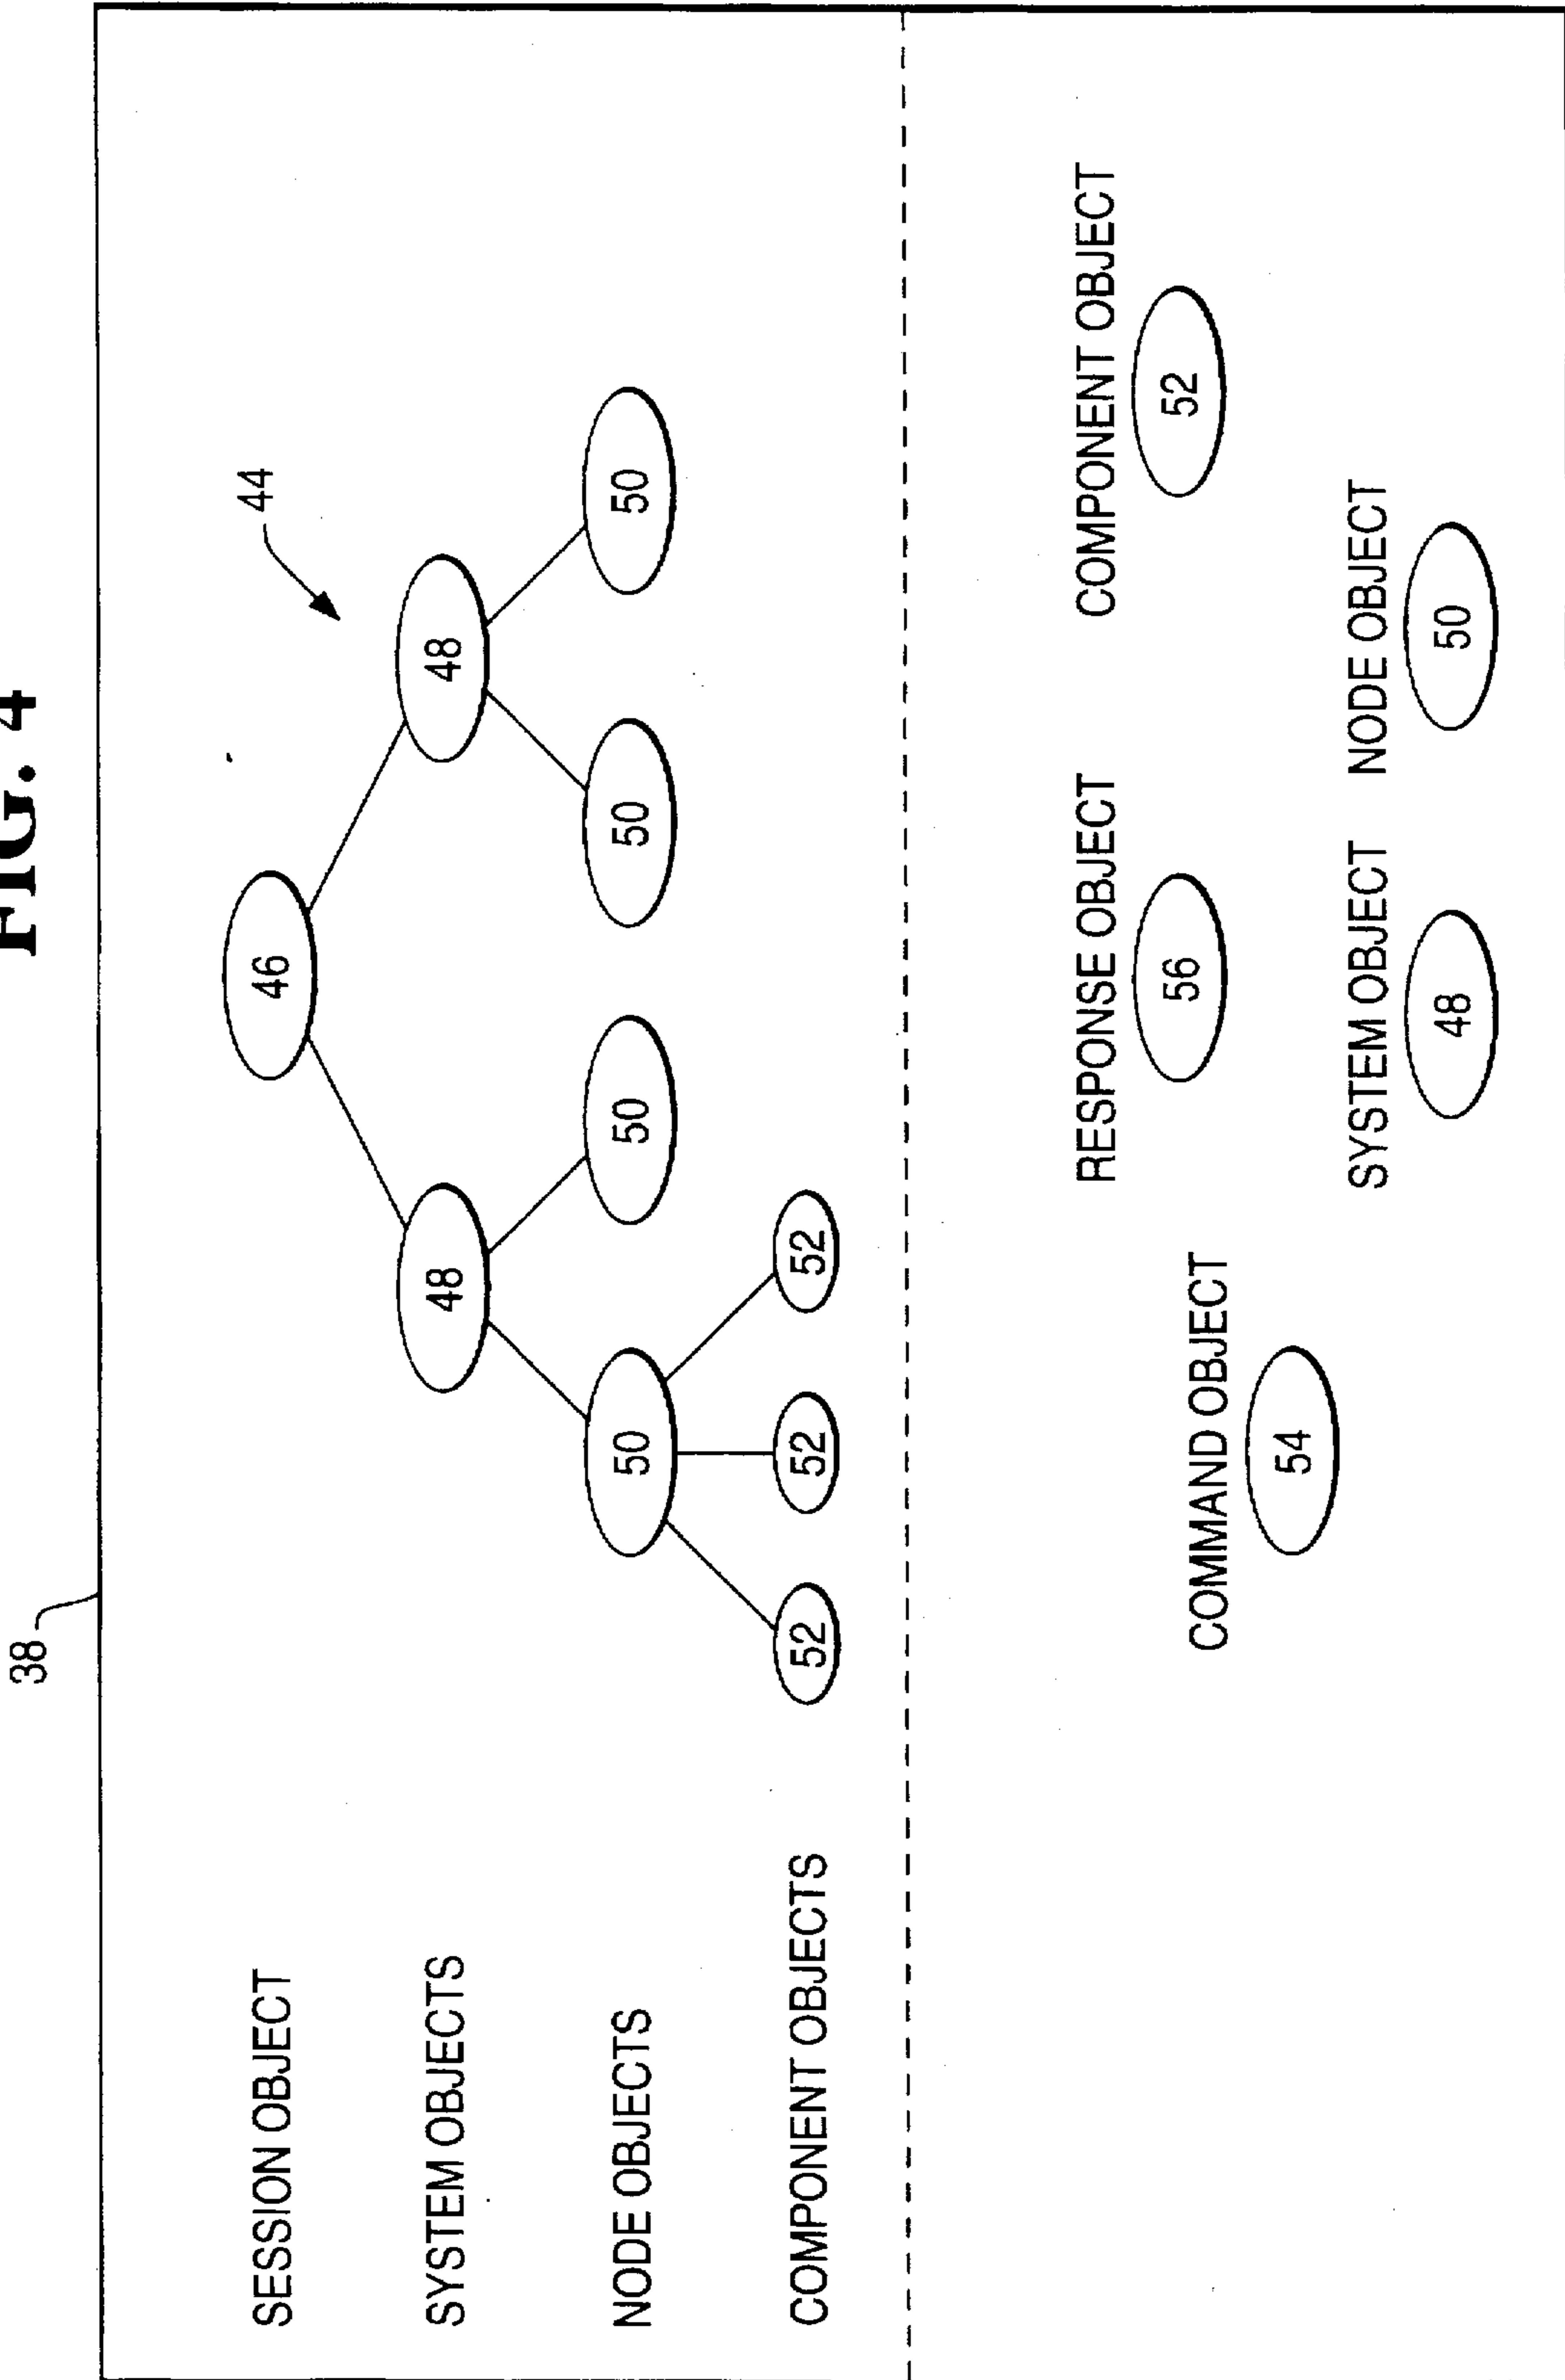 FIG. 4
38
44
SESSION OBJECT
46
SYSTEM OBJECTS
48
48
NODE OBJECTS
50
50
50
50
COMPONENT OBJECTS
52
52
52
RESPONSE OBJECT
COMPONENT OBJECT
56
52
COMMAND OBJECT
54
SYSTEM OBJECT
NODE OBJECT
48
50